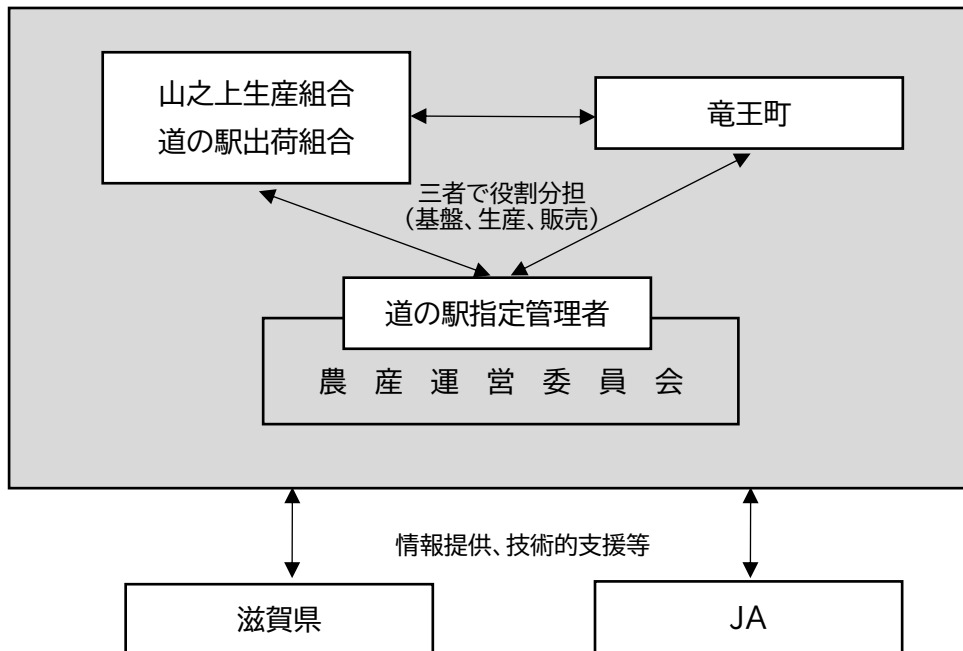 山之上生産組合
道の駅出荷組合
竜王町
三者で役割分担
（基盤、生産、販売）
道の駅指定管理者
農産運営委員会
情報提供、技術的支援等
滋賀県
JA